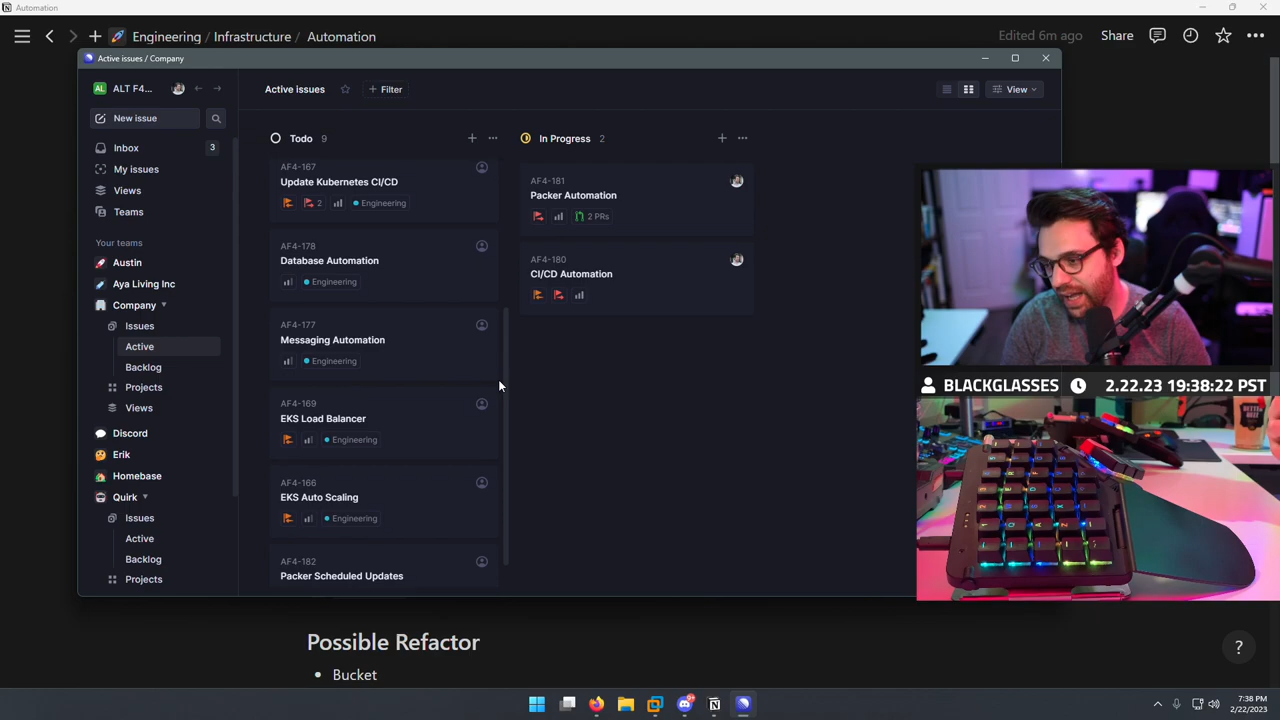 Automation
Engineering / Infrastructure / Automation
Edited 6m ago
Share
Active issues / Company
AL
ALT F4...
Active issues
Filter
View
New issue
Inbox
3
My issues
Views
Teams
Your teams
Austin
Aya Living Inc
Company
Issues
Active
Backlog
Projects
Views
Discord
Erik
Homebase
Quirk
Issues
Active
Backlog
Projects
Todo 9
AF4-167
Update Kubernetes CI/CD
2
Engineering
AF4-178
Database Automation
Engineering
AF4-177
Messaging Automation
Engineering
AF4-169
EKS Load Balancer
Engineering
AF4-166
EKS Auto Scaling
Engineering
AF4-182
Packer Scheduled Updates
In Progress 2
AF4-181
Packer Automation
2 PRs
AF4-180
CI/CD Automation
BLACKGLASSES 2.22.23 19:38:22 PST
Possible Refactor
• Bucket
?
7:38 PM
2/22/2023